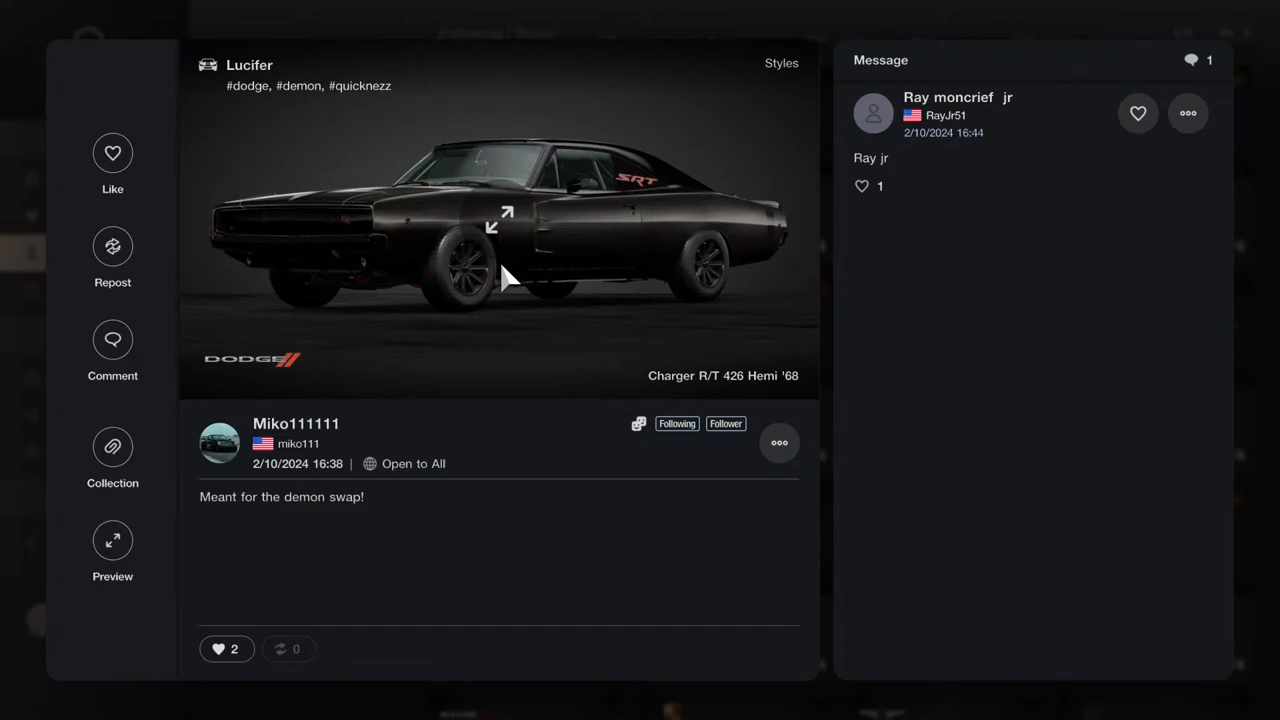 Lucifer
#dodge, #demon, #quicknezz
Styles
SRT
DODGE
Charger R/T 426 Hemi '68
Like
Repost
Comment
Collection
Preview
Miko111111
miko111
2/10/2024 16:38 | Open to All
Following
Follower
Meant for the demon swap!
2
0
Message
1
Ray moncrief jr
RayJr51
2/10/2024 16:44
Ray jr
1